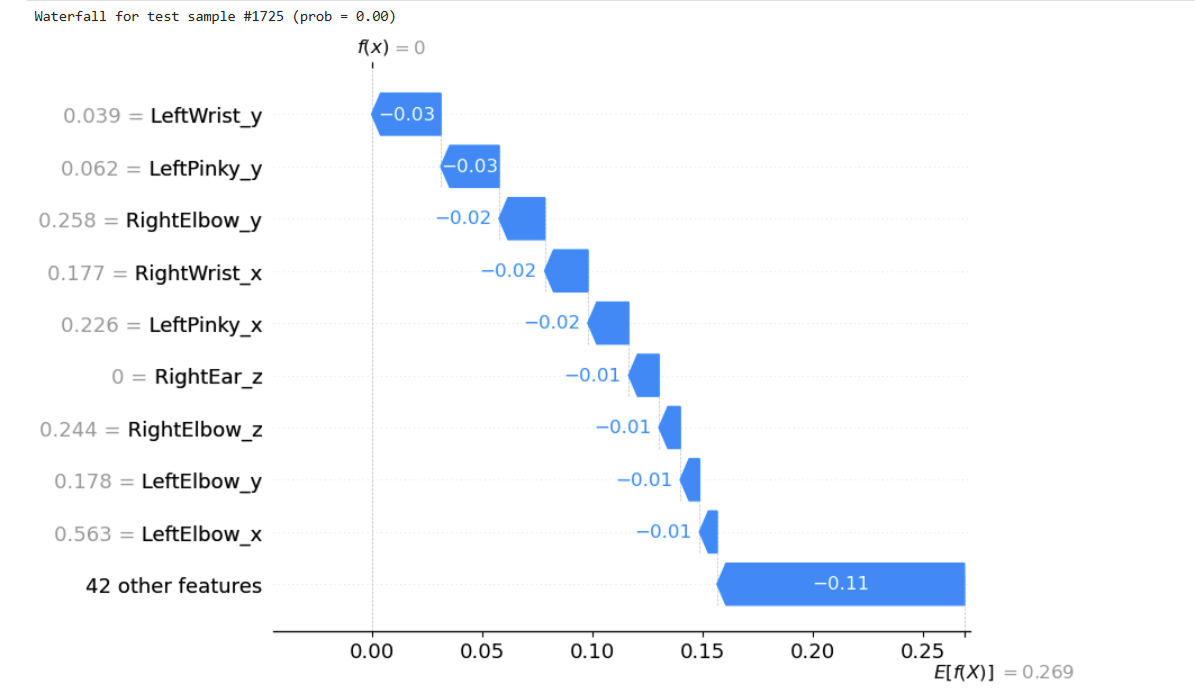 Waterfall for test sample #1725 (prob = 0.00)
f(x) = 0
0.039 = LeftWrist_y −0.03
0.062 = LeftPinky_y −0.03
0.258 = RightElbow_y −0.02
0.177 = RightWrist_x −0.02
0.226 = LeftPinky_x −0.02
0 = RightEar_z −0.01
0.244 = RightElbow_z −0.01
0.178 = LeftElbow_y −0.01
0.563 = LeftElbow_x −0.01
42 other features −0.11
0.00 0.05 0.10 0.15 0.20 0.25
E[f(X)] = 0.269